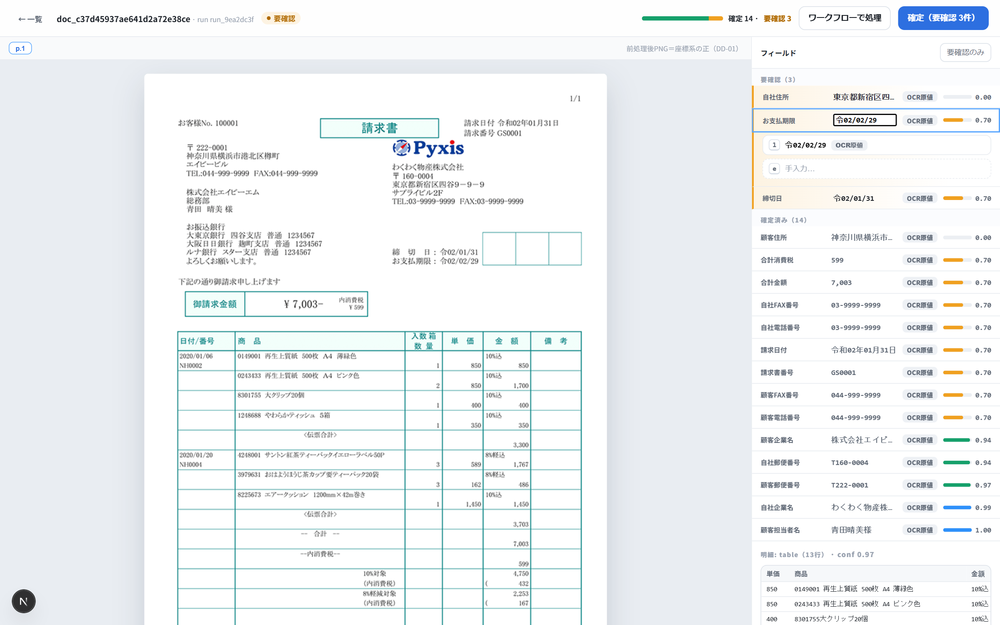 ←一覧 doc_c37d45937ae641d2a72e38ce · run run_9ea2dc3f ● 要確認
確定 14 · 要確認 3 ワークフローで処理 確定（要確認 3件）
p.1 前処理後PNG＝座標系の正（DD-01）
1/1
お客様No. 100001
請求書
請求日付 令和02年01月31日
請求番号 GS0001
〒 222-0001
神奈川県横浜市港北区樽町
エイビービル
TEL:044-999-9999 FAX:044-999-9999
株式会社エイビーエム
総務部
青田 晴美 様
Pyxis
わくわく物産株式会社
〒 160-0004
東京都新宿区四谷９－９－９
サプライビル2F
TEL:03-9999-9999 FAX:03-9999-9999
お振込銀行
大東京銀行 四谷支店 普通 1234567
大阪日日銀行 麹町支店 普通 1234567
ルナ銀行 スター支店 普通 1234567
よろしくお願いします。
締 切 日 : 令02/01/31
お支払期限 : 令02/02/29
下記の通り御請求申し上げます
御請求金額 ¥ 7,003- 内消費税
¥ 599
日付/番号 商 品 入数 箱 数 量 単 価 金 額 備 考
2020/01/06 0149001 再生上質紙 500枚 A4 薄緑色 10%込
NH0002 1 850 850
0243433 再生上質紙 500枚 A4 ピンク色 10%込
2 850 1,700
8301755 大クリップ20個 10%込
1 400 400
1248688 やわらかティッシュ 5箱 10%込
1 350 350
<伝票合計>
3,300
2020/01/20 4248001 サントン紅茶ティーバックイエローラベル50P 8%軽込
NH0004 3 589 1,767
3979631 おはようほうじ茶カップ要ティーパック20袋 8%軽込
3 162 486
8225673 エアークッション 1200mm×42m巻き 10%込
1 1,450 1,450
<伝票合計>
3,703
-- 合計 --
7,003
--内消費税--
599
10%対象 4,750
(内消費税) ( 432
8%軽減対象 2,253
(内消費税) ( 167
N
フィールド 要確認のみ
要確認（3）
自社住所 東京都新宿区四… OCR原値 0.00
お支払期限 令02/02/29 OCR原値 0.70
1 令02/02/29 OCR原値
e 手入力…
締切日 令02/01/31 OCR原値 0.70
確定済み（14）
顧客住所 神奈川県横浜市… OCR原値 0.00
合計消費税 599 OCR原値 0.70
合計金額 7,003 OCR原値 0.70
自社FAX番号 03-9999-9999 OCR原値 0.70
自社電話番号 03-9999-9999 OCR原値 0.70
請求日付 令和02年01月31日 OCR原値 0.70
請求書番号 GS0001 OCR原値 0.70
顧客FAX番号 044-999-9999 OCR原値 0.70
顧客電話番号 044-999-9999 OCR原値 0.70
顧客企業名 株式会社エイビ… OCR原値 0.94
自社郵便番号 T160-0004 OCR原値 0.94
顧客郵便番号 T222-0001 OCR原値 0.97
自社企業名 わくわく物産株… OCR原値 0.99
顧客担当者名 青田晴美様 OCR原値 1.00
明細: table（13行）・conf 0.97
単価 商品 金額
850 0149001 再生上質紙 500枚 A4 薄緑色 10%込
850 0243433 再生上質紙 500枚 A4 ピンク色 10%込
400 8301755大クリップ20個 10%込